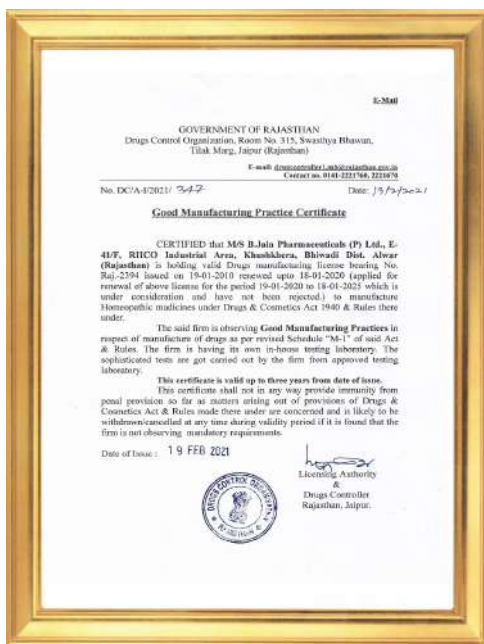 E-Mail
GOVERNMENT OF RAJASTHAN
Drugs Control Organization, Room No. 315, Swasthya Bhawan,
Tilak Marg, Jaipur (Rajasthan)
E-mail: drugscontroller1.mh@rajasthan.gov.in
Contact no. 0141-2221760, 2221670
No. DC/A-I/2021/ 347
Date: 13/2/2021
Good Manufacturing Practice Certificate
CERTIFIED that M/S B.Jain Pharmaceuticals (P) Ltd., E-
41/F, RIICO Industrial Area, Khushkhera, Bhiwadi Dist. Alwar
(Rajasthan) is holding valid Drugs manufacturing license bearing No.
Raj.-2394 issued on 19-01-2010 renewed upto 18-01-2020 (applied for
renewal of above license for the period 19-01-2020 to 18-01-2025 which is
under consideration and have not been rejected.) to manufacture
Homeopathic madicines under Drugs & Cosmetics Act 1940 & Rules there
under.
The said firm is observing Good Manufacturing Practices in
respect of manufacture of drugs as per revised Schedule "M-1" of said Act
& Rules. The firm is having its own in-house testing laboratory. The
sophisticated tests are got carried out by the firm from approved testing
laboratory.
This certificate is valid up to three years from date of issue.
This certificate shall not in any way provide immunity from
penal provision so far as matters arising out of provisions of Drugs &
Cosmetics Act & Rules made there under are concerned and is likely to be
withdrawn/cancelled at any time during validity period if it is found that the
firm is not observing mandatory requirements.
Date of Issue : 19 FEB 2021
Licensing Authority
&
Drugs Controller
Rajasthan, Jaipur.
DRUGS CONTROL ORGANIZATION